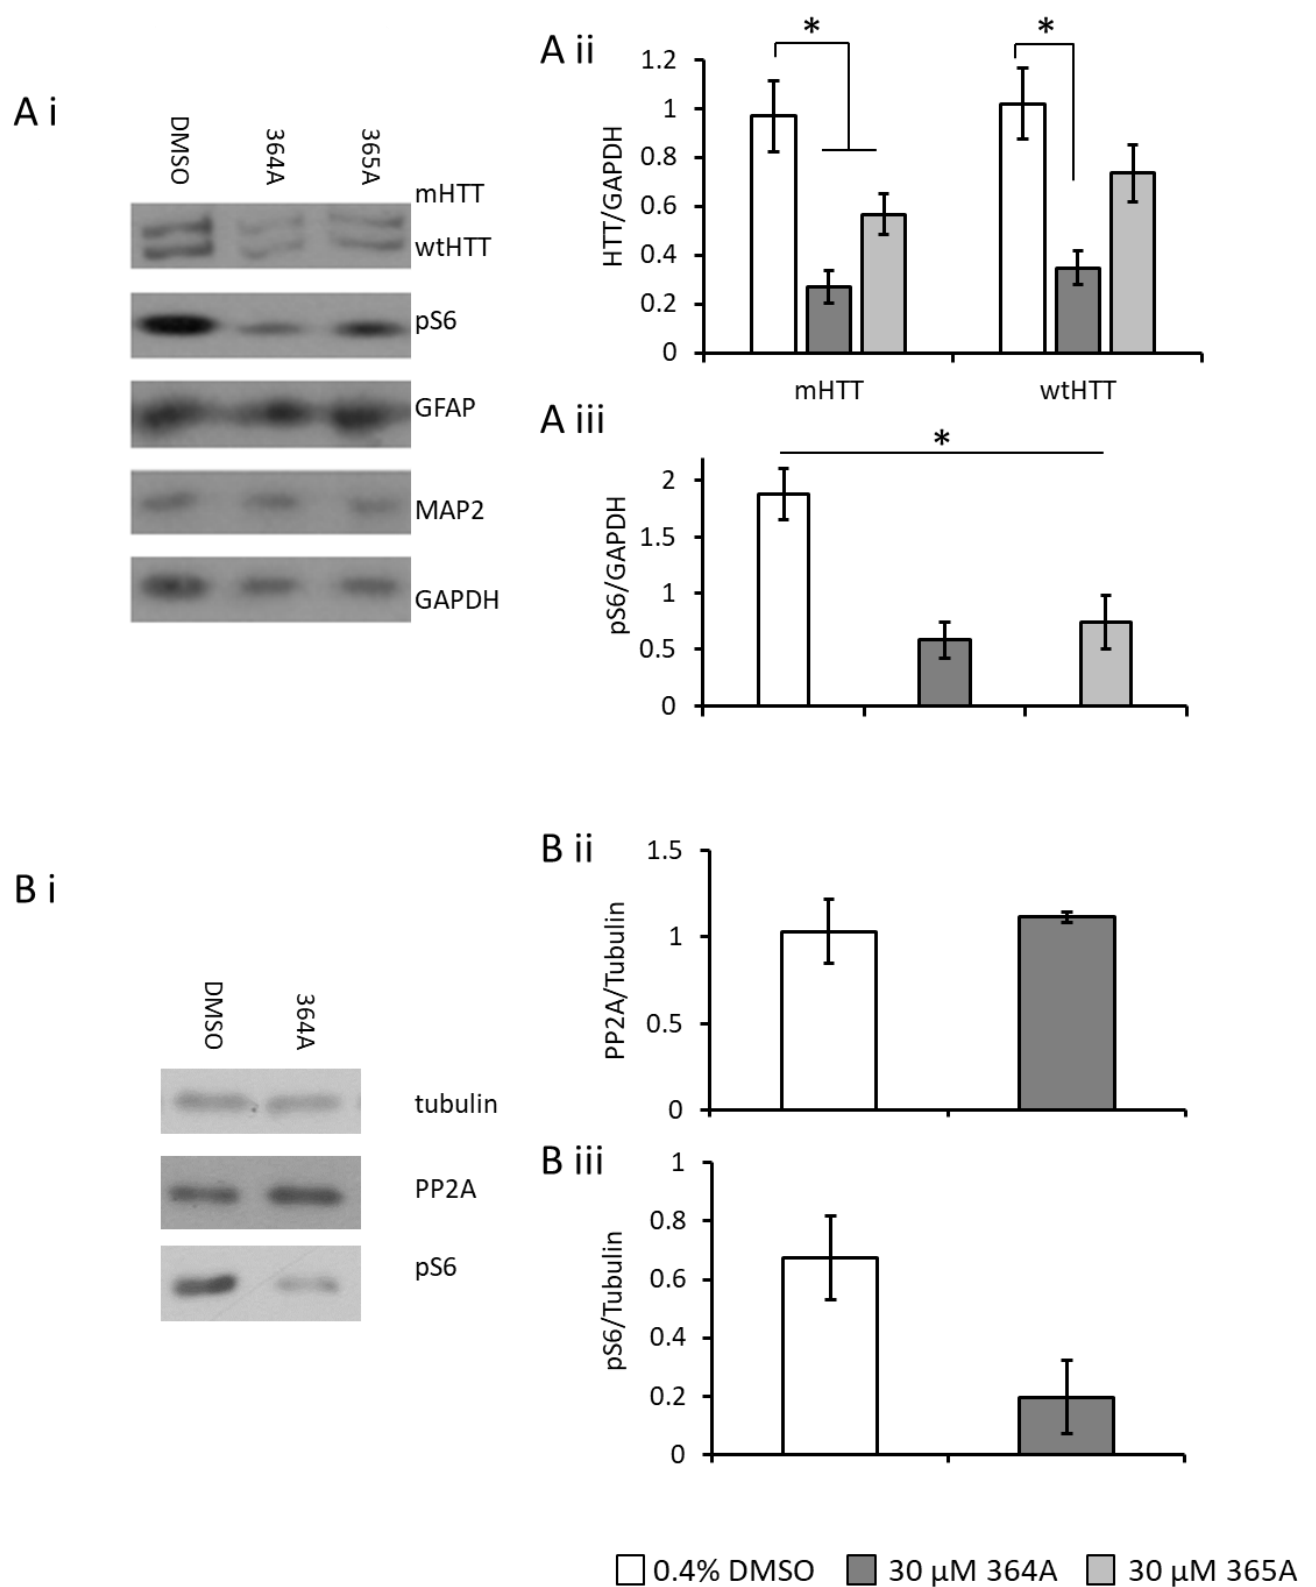 A i
DMSO
364A
365A
mHTT
wtHTT
pS6
GFAP
MAP2
GAPDH
A ii
*
*
HTT/GAPDH
1.2
1
0.8
0.6
0.4
0.2
0
mHTT
wtHTT
A iii
*
pS6/GAPDH
2
1.5
1
0.5
0
B i
DMSO
364A
tubulin
PP2A
pS6
B ii
PP2A/Tubulin
1.5
1
0.5
0
B iii
pS6/Tubulin
1
0.8
0.6
0.4
0.2
0
0.4% DMSO
30 µM 364A
30 µM 365A